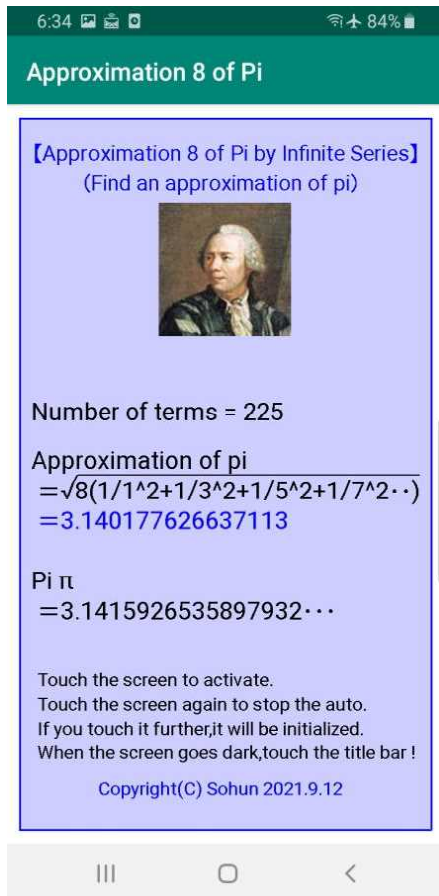 6:34 84%
Approximation 8 of Pi
【Approximation 8 of Pi by Infinite Series】
(Find an approximation of pi)
Number of terms = 225
Approximation of pi
=√8(1/1^2+1/3^2+1/5^2+1/7^2‥)
=3.140177626637113
Pi π
=3.1415926535897932···
Touch the screen to activate.
Touch the screen again to stop the auto.
If you touch it further,it will be initialized.
When the screen goes dark,touch the title bar !
Copyright(C) Sohun 2021.9.12